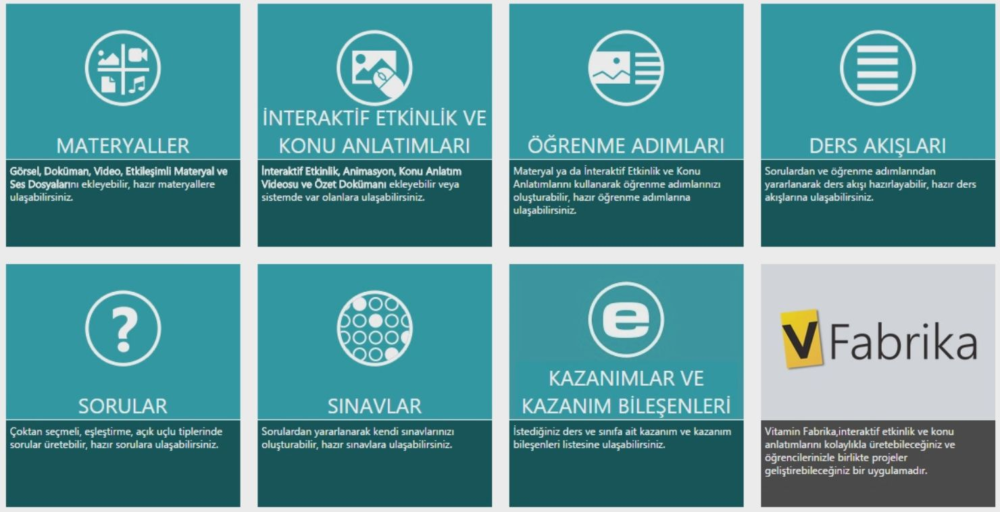 MATERYALLER
Görsel, Doküman, Video, Etkileşimli Materyal ve
Ses Dosyalarını ekleyebilir, hazır materyallere
ulaşabilirsiniz.
İNTERAKTİF ETKİNLİK VE
KONU ANLATIMLARI
İnteraktif Etkinlik, Animasyon, Konu Anlatım
Videosu ve Özet Dokümanı ekleyebilir veya
sistemde var olanlara ulaşabilirsiniz.
ÖĞRENME ADIMLARI
Materyal ya da İnteraktif Etkinlik ve Konu
Anlatımlarını kullanarak öğrenme adımlarınızı
oluşturabilir, hazır öğrenme adımlarına
ulaşabilirsiniz.
DERS AKIŞLARI
Sorulardan ve öğrenme adımlarından
yararlanarak ders akışı hazırlayabilir, hazır ders
akışlarına ulaşabilirsiniz.
SORULAR
Çoktan seçmeli, eşleştirme, açık uçlu tiplerinde
sorular üretebilir, hazır sorulara ulaşabilirsiniz.
SINAVLAR
Sorulardan yararlanarak kendi sınavlarınızı
oluşturabilir, hazır sınavlara ulaşabilirsiniz.
e
KAZANIMLAR VE
KAZANIM BİLEŞENLERİ
İstediğiniz ders ve sınıfa ait kazanım ve kazanım
bileşenleri listesine ulaşabilirsiniz.
V Fabrika
Vitamin Fabrika,interaktif etkinlik ve konu
anlatımlarını kolaylıkla üretebileceğiniz ve
öğrencilerinizle birlikte projeler
geliştirebileceğiniz bir uygulamadır.